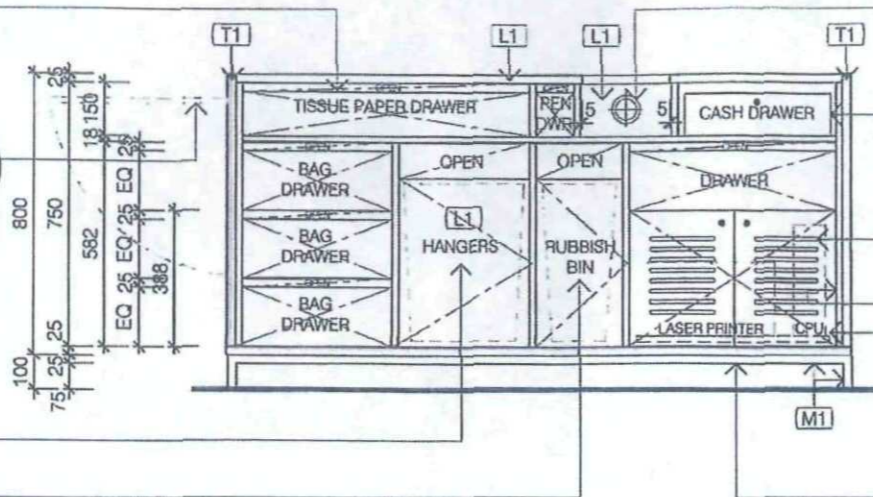 T1
L1
L1
T1
25
150
18
800
750
582
25
EQ
25
EQ
25
EQ
388
25
25
100
75
OPEN
TISSUE PAPER DRAWER
PEN
DWR
5
5
CASH DRAWER
BAG
DRAWER
OPEN
OPEN
DRAWER
BAG
DRAWER
L1
HANGERS
RUBBISH
BIN
BAG
DRAWER
LASER PRINTER
CPU
M1